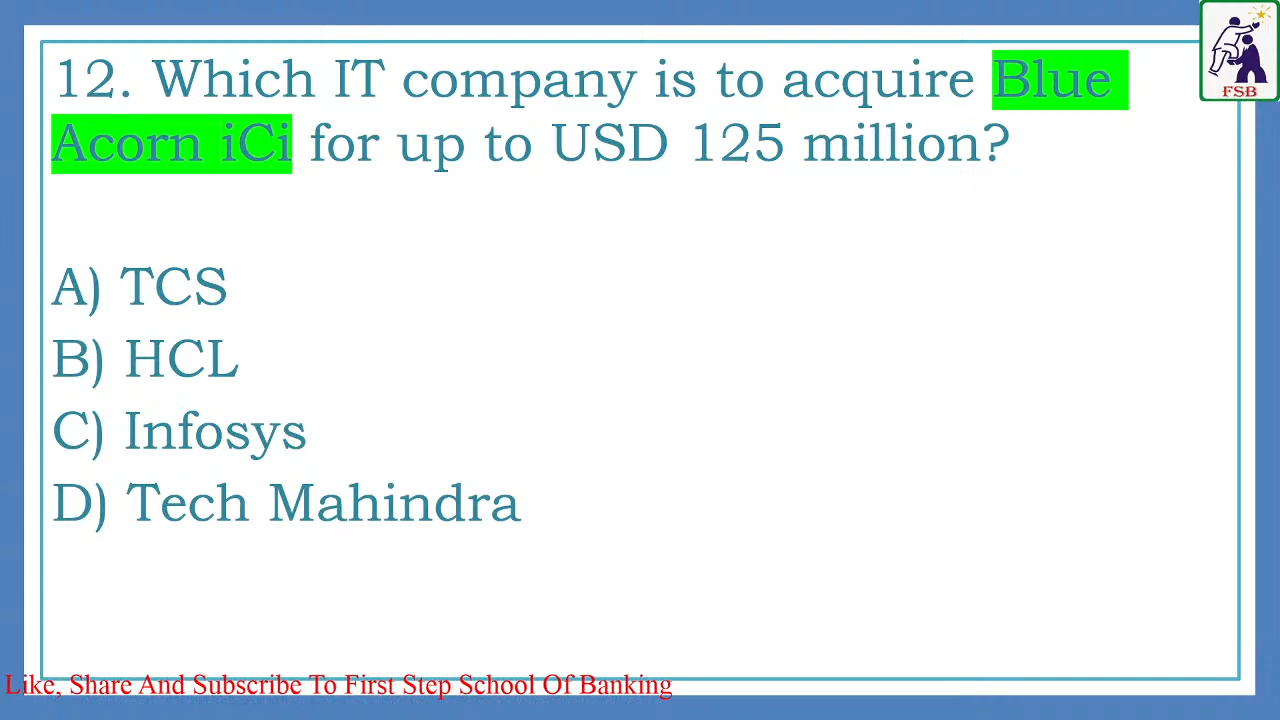 12. Which IT company is to acquire Blue
Acorn iCi for up to USD 125 million?
A) TCS
B) HCL
C) Infosys
D) Tech Mahindra
FSB
Like, Share And Subscribe To First Step School Of Banking